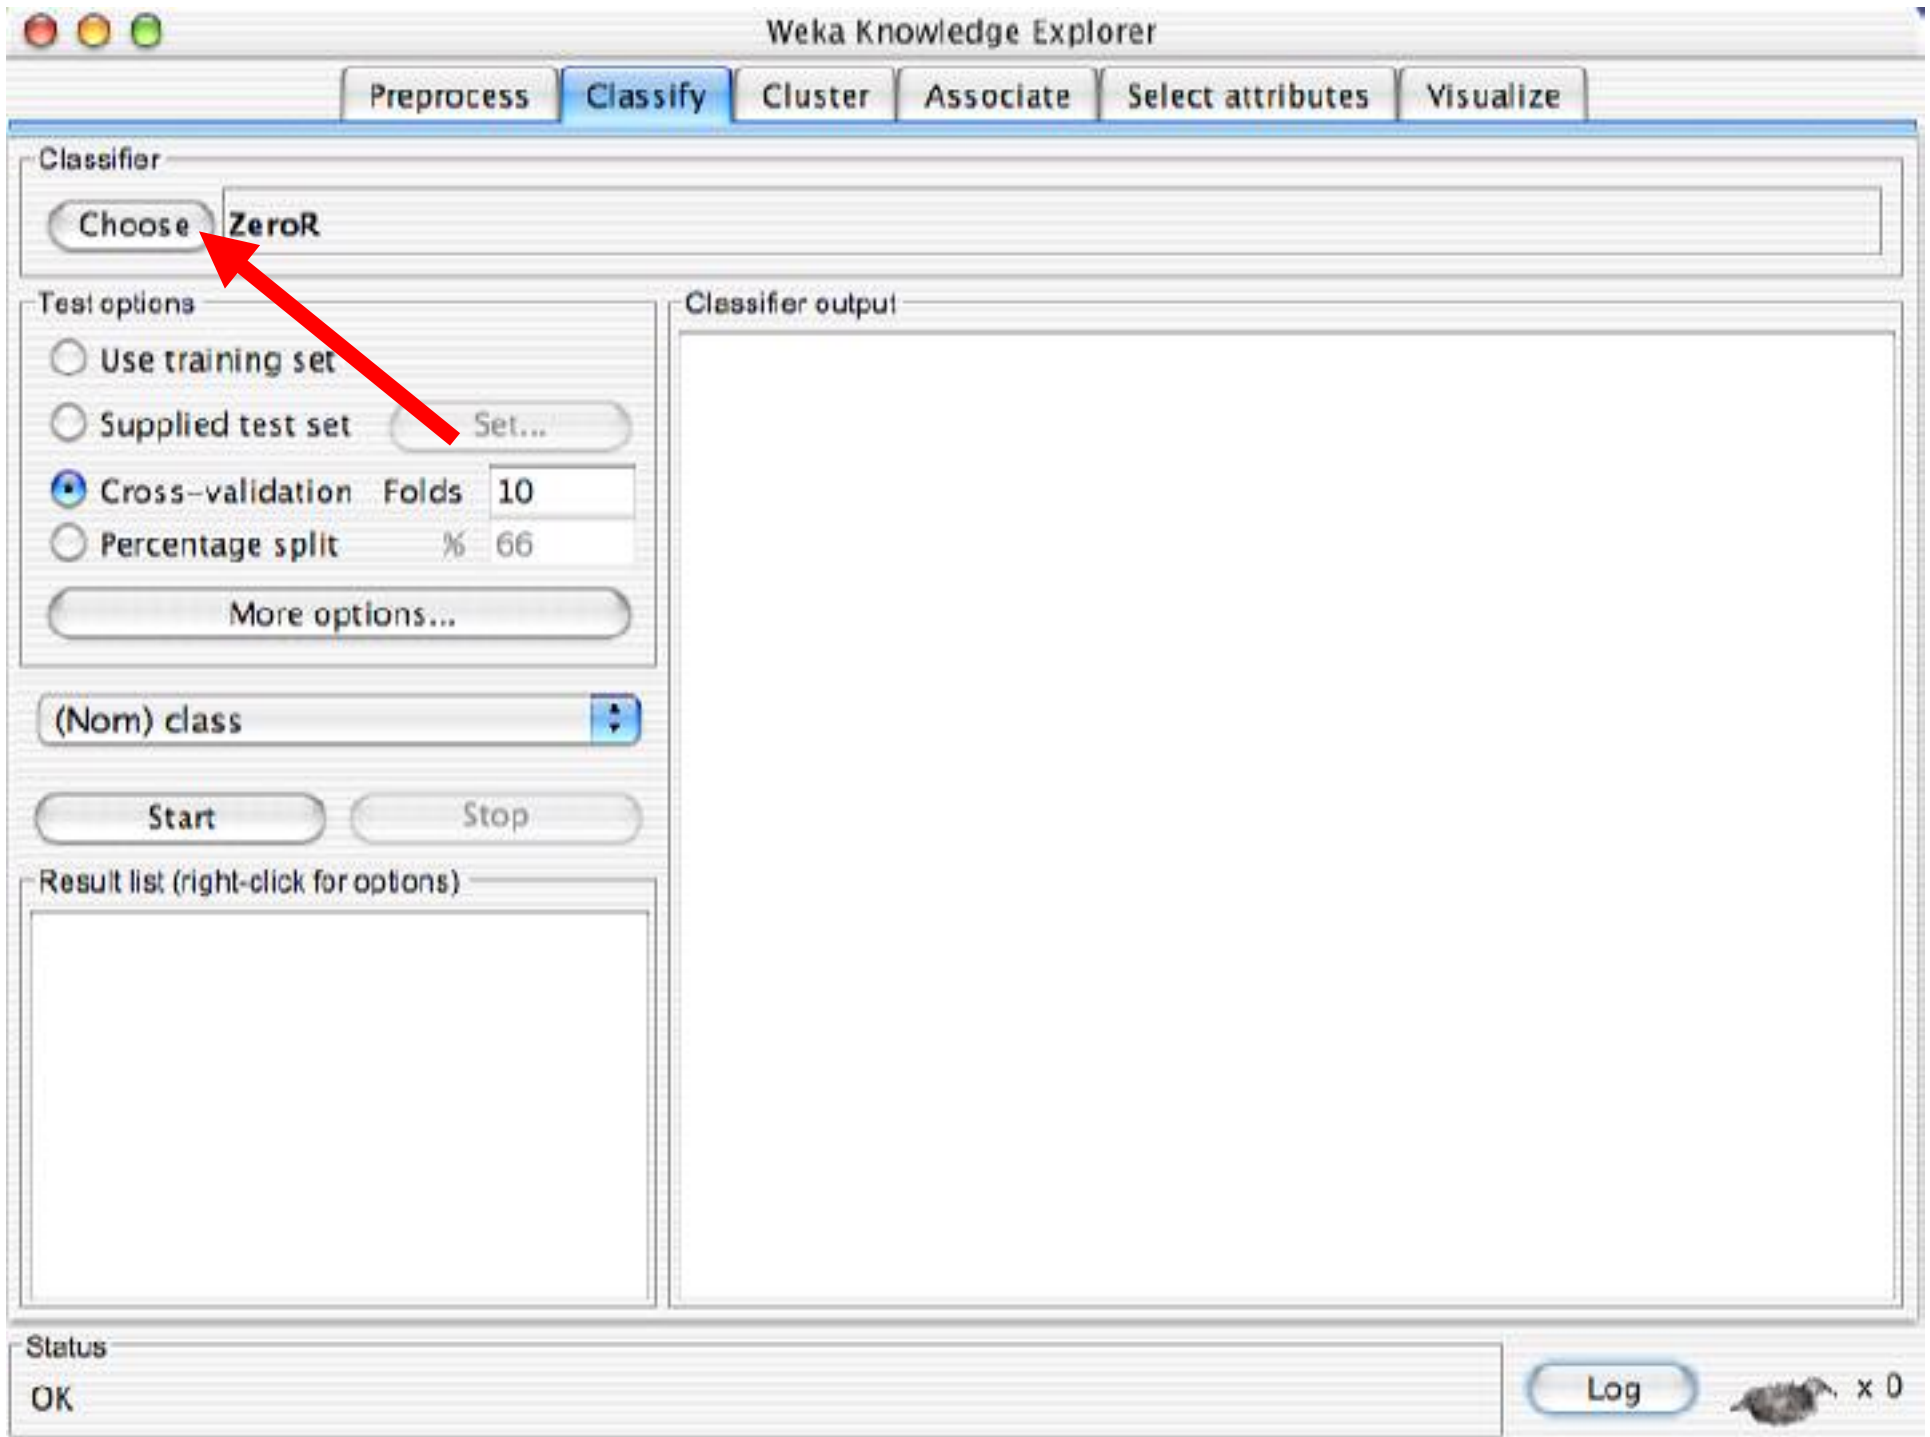 Weka Knowledge Explorer
Preprocess Classify Cluster Associate Select attributes Visualize
Classifier
Choose ZeroR
Test options
Use training set
Supplied test set Set...
Cross-validation Folds 10
Percentage split % 66
More options...
(Nom) class
Start Stop
Result list (right-click for options)
Classifier output
Status
OK
Log x 0